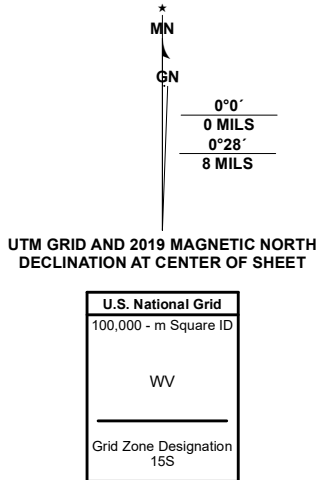 MN
GN
0°0´
0 MILS
0°28´
8 MILS
UTM GRID AND 2019 MAGNETIC NORTH
DECLINATION AT CENTER OF SHEET
U.S. National Grid
100,000 - m Square ID
WV
Grid Zone Designation
15S